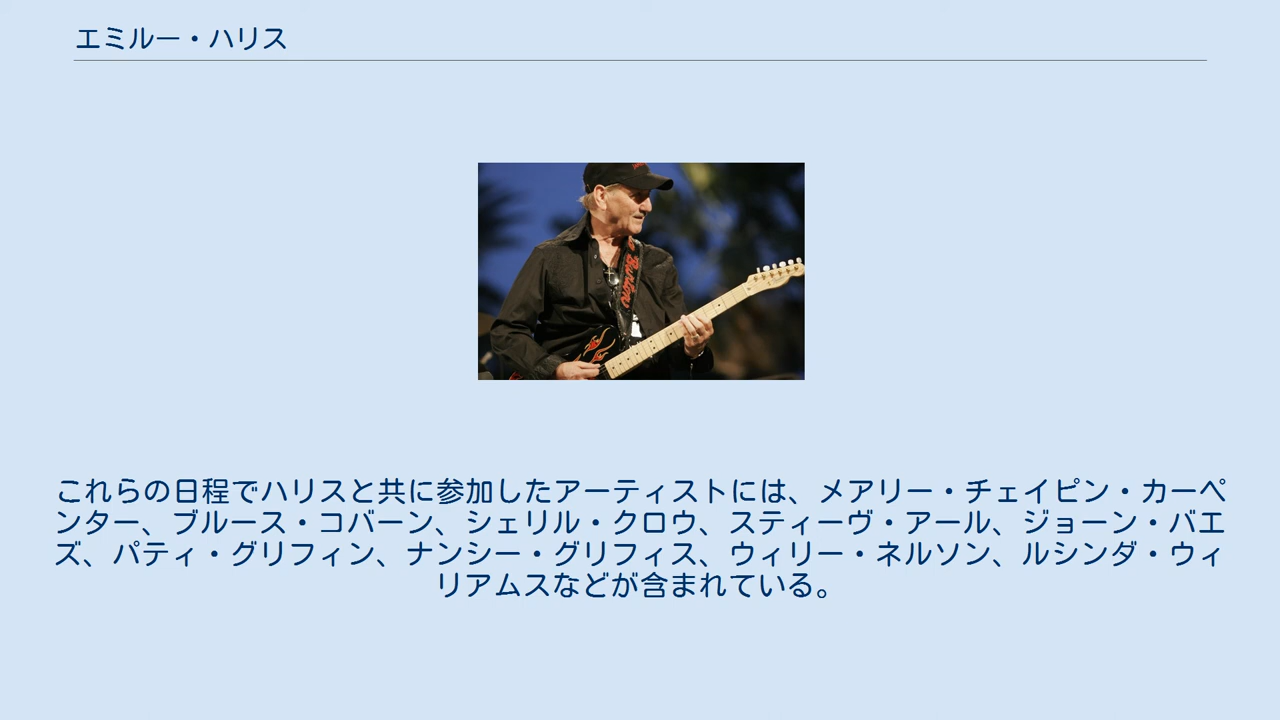 エミルー・ハリス
これらの日程でハリスと共に参加したアーティストには、メアリー・チェイピン・カーペ
ンター、ブルース・コバーン、シェリル・クロウ、スティーヴ・アール、ジョーン・バエ
ズ、パティ・グリフィン、ナンシー・グリフィス、ウィリー・ネルソン、ルシンダ・ウィ
リアムスなどが含まれている。